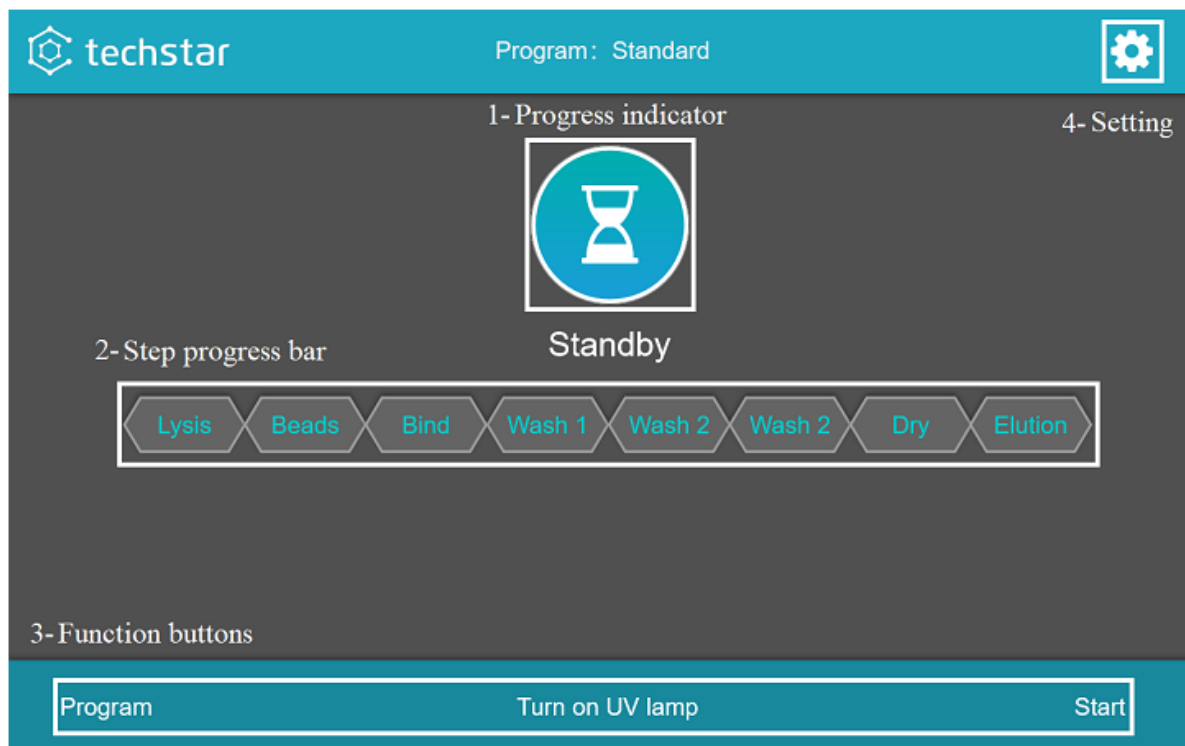 techstar
Program: Standard
1-Progress indicator
4- Setting
Standby
2-Step progress bar
Lysis Beads Bind Wash 1 Wash 2 Wash 2 Dry Elution
3-Function buttons
Program Turn on UV lamp Start